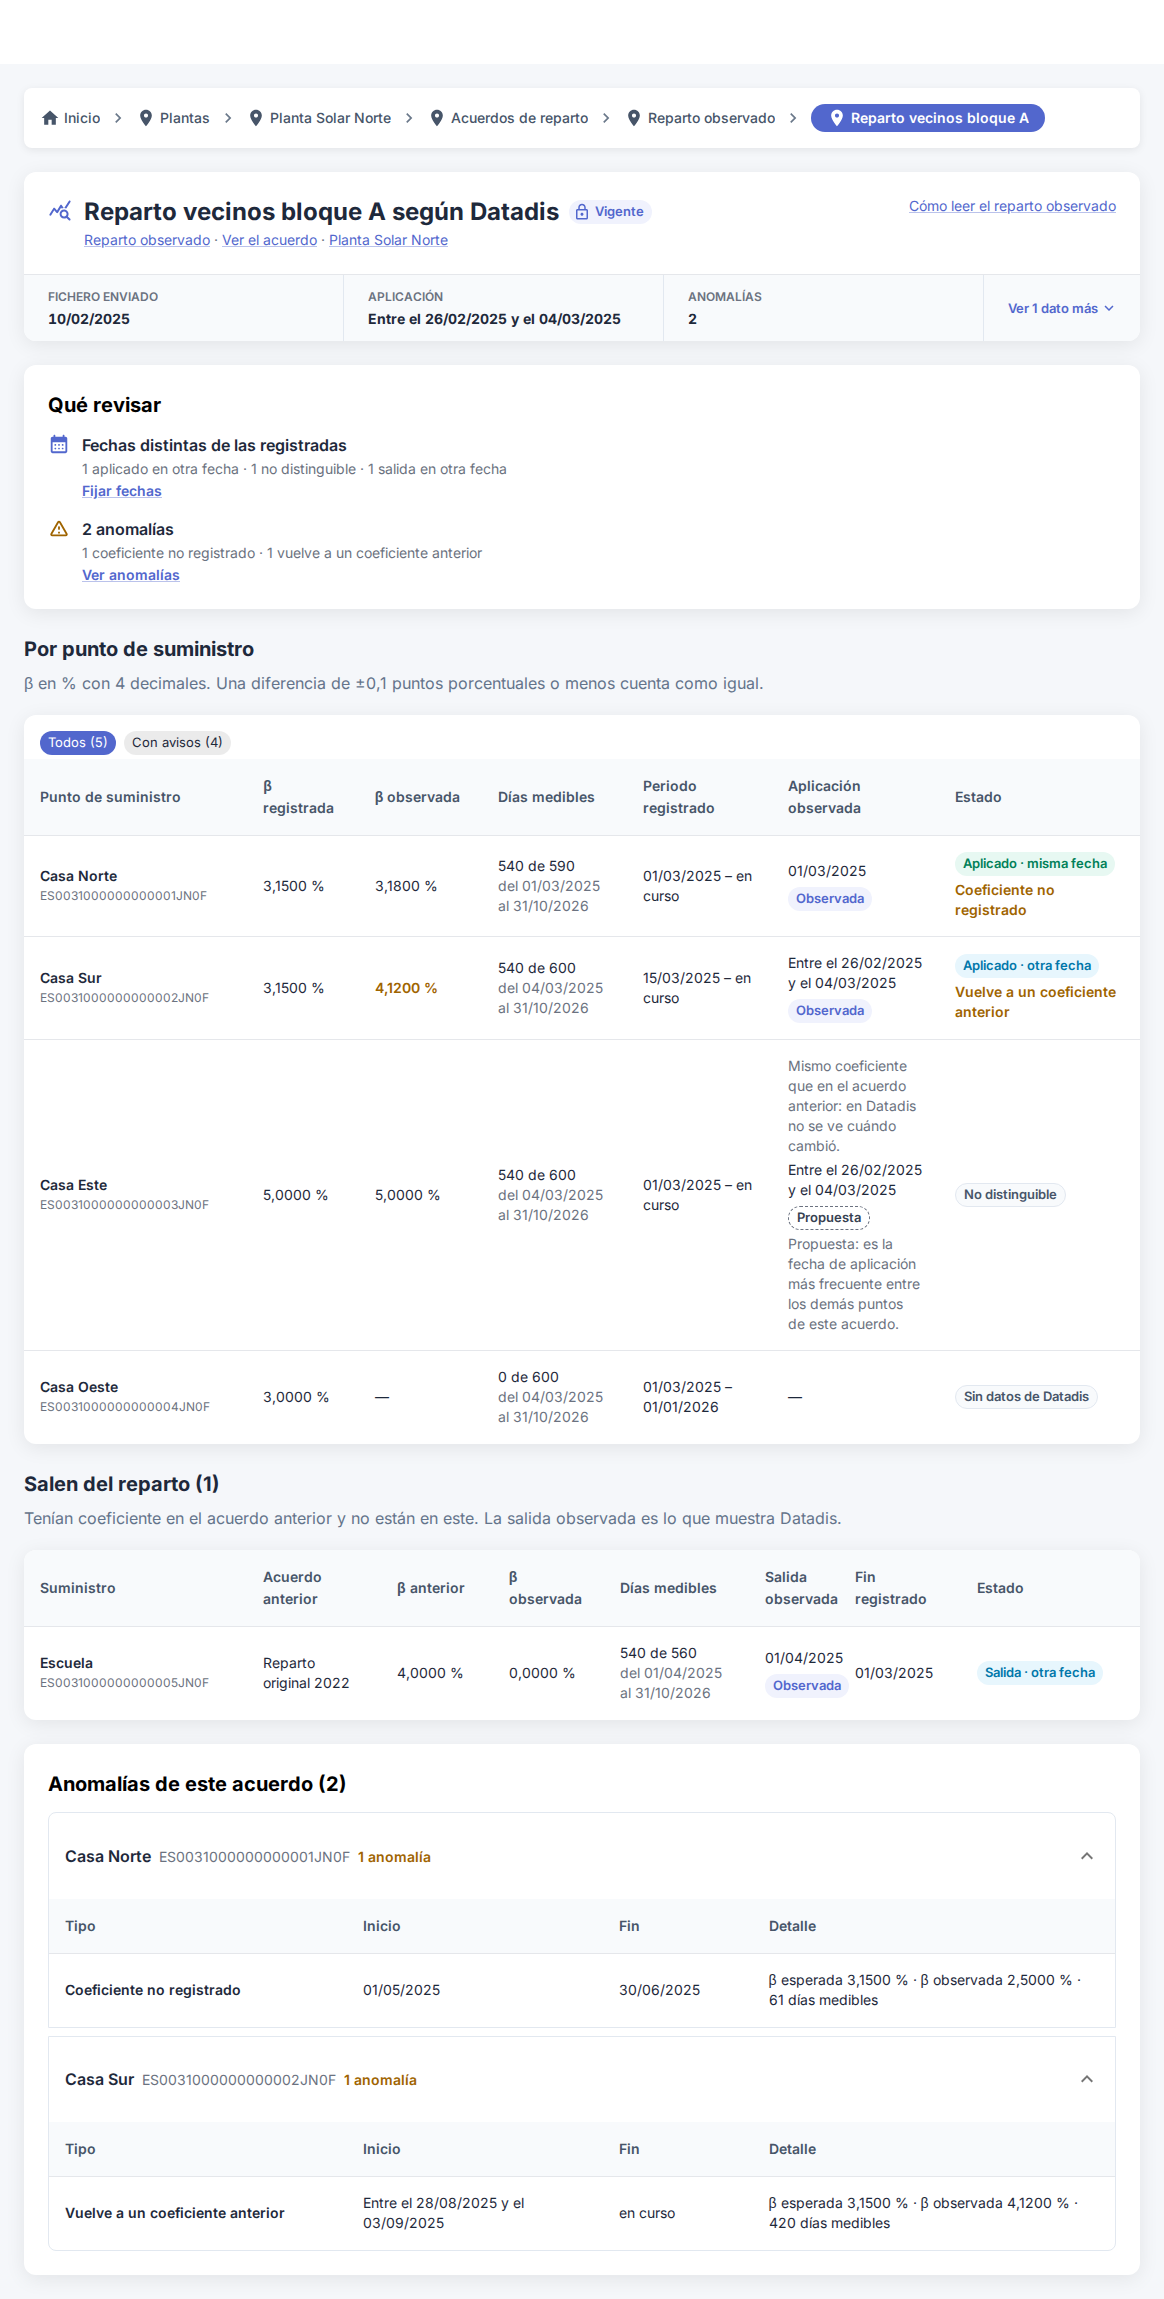 Inicio > Plantas > Planta Solar Norte > Acuerdos de reparto > Reparto observado > Reparto vecinos bloque A
Reparto vecinos bloque A según Datadis Vigente
Cómo leer el reparto observado
Reparto observado · Ver el acuerdo · Planta Solar Norte
FICHERO ENVIADO
10/02/2025
APLICACIÓN
Entre el 26/02/2025 y el 04/03/2025
ANOMALÍAS
2
Ver 1 dato más
Qué revisar
Fechas distintas de las registradas
1 aplicado en otra fecha · 1 no distinguible · 1 salida en otra fecha
Fijar fechas
2 anomalías
1 coeficiente no registrado · 1 vuelve a un coeficiente anterior
Ver anomalías
Por punto de suministro
β en % con 4 decimales. Una diferencia de ±0,1 puntos porcentuales o menos cuenta como igual.
Todos (5) Con avisos (4)
Punto de suministro
β
registrada
β observada
Días medibles
Periodo
registrado
Aplicación
observada
Estado
Casa Norte
ES0031000000000001JN0F
3,1500 %
3,1800 %
540 de 590
del 01/03/2025
al 31/10/2026
01/03/2025 – en
curso
01/03/2025
Observada
Aplicado · misma fecha
Coeficiente no
registrado
Casa Sur
ES0031000000000002JN0F
3,1500 %
4,1200 %
540 de 600
del 04/03/2025
al 31/10/2026
15/03/2025 – en
curso
Entre el 26/02/2025
y el 04/03/2025
Observada
Aplicado · otra fecha
Vuelve a un coeficiente
anterior
Casa Este
ES0031000000000003JN0F
5,0000 %
5,0000 %
540 de 600
del 04/03/2025
al 31/10/2026
01/03/2025 – en
curso
Mismo coeficiente
que en el acuerdo
anterior: en Datadis
no se ve cuándo
cambió.
Entre el 26/02/2025
y el 04/03/2025
Propuesta
Propuesta: es la
fecha de aplicación
más frecuente entre
los demás puntos
de este acuerdo.
No distinguible
Casa Oeste
ES0031000000000004JN0F
3,0000 %
—
0 de 600
del 04/03/2025
al 31/10/2026
01/03/2025 –
01/01/2026
—
Sin datos de Datadis
Salen del reparto (1)
Tenían coeficiente en el acuerdo anterior y no están en este. La salida observada es lo que muestra Datadis.
Suministro
Acuerdo
anterior
β anterior
β
observada
Días medibles
Salida
observada
Fin
registrado
Estado
Escuela
ES0031000000000005JN0F
Reparto
original 2022
4,0000 %
0,0000 %
540 de 560
del 01/04/2025
al 31/10/2026
01/04/2025
Observada
01/03/2025
Salida · otra fecha
Anomalías de este acuerdo (2)
Casa Norte ES0031000000000001JN0F 1 anomalía
Tipo Inicio Fin Detalle
Coeficiente no registrado
01/05/2025
30/06/2025
β esperada 3,1500 % · β observada 2,5000 % ·
61 días medibles
Casa Sur ES0031000000000002JN0F 1 anomalía
Tipo Inicio Fin Detalle
Vuelve a un coeficiente anterior
Entre el 28/08/2025 y el
03/09/2025
en curso
β esperada 3,1500 % · β observada 4,1200 % ·
420 días medibles